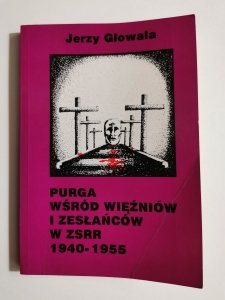 Jerzy Głowala
PURGA
WŚRÓD WIĘŹNIÓW
I ZESŁAŃCÓW
W ZSRR
1940-1955